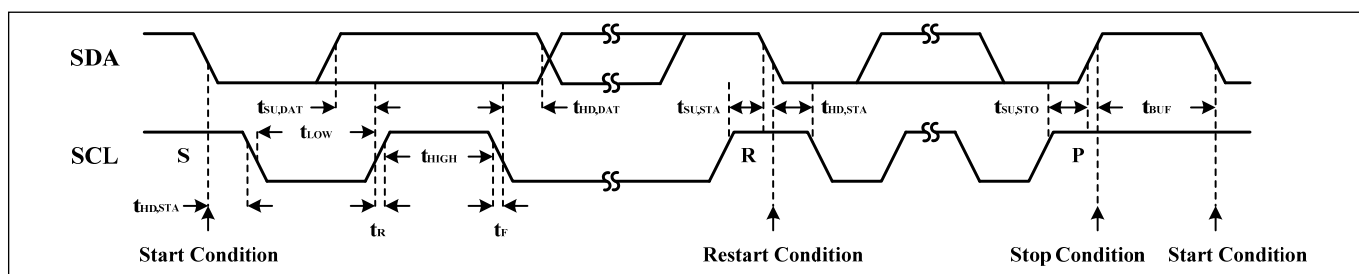 SDA
tSU,DAT tHD,DAT tSU,STA tHD,STA tSU,STO tBUF
tLOW
SCL S tHIGH R P
tHD,STA
tR tF
Start Condition Restart Condition Stop Condition Start Condition